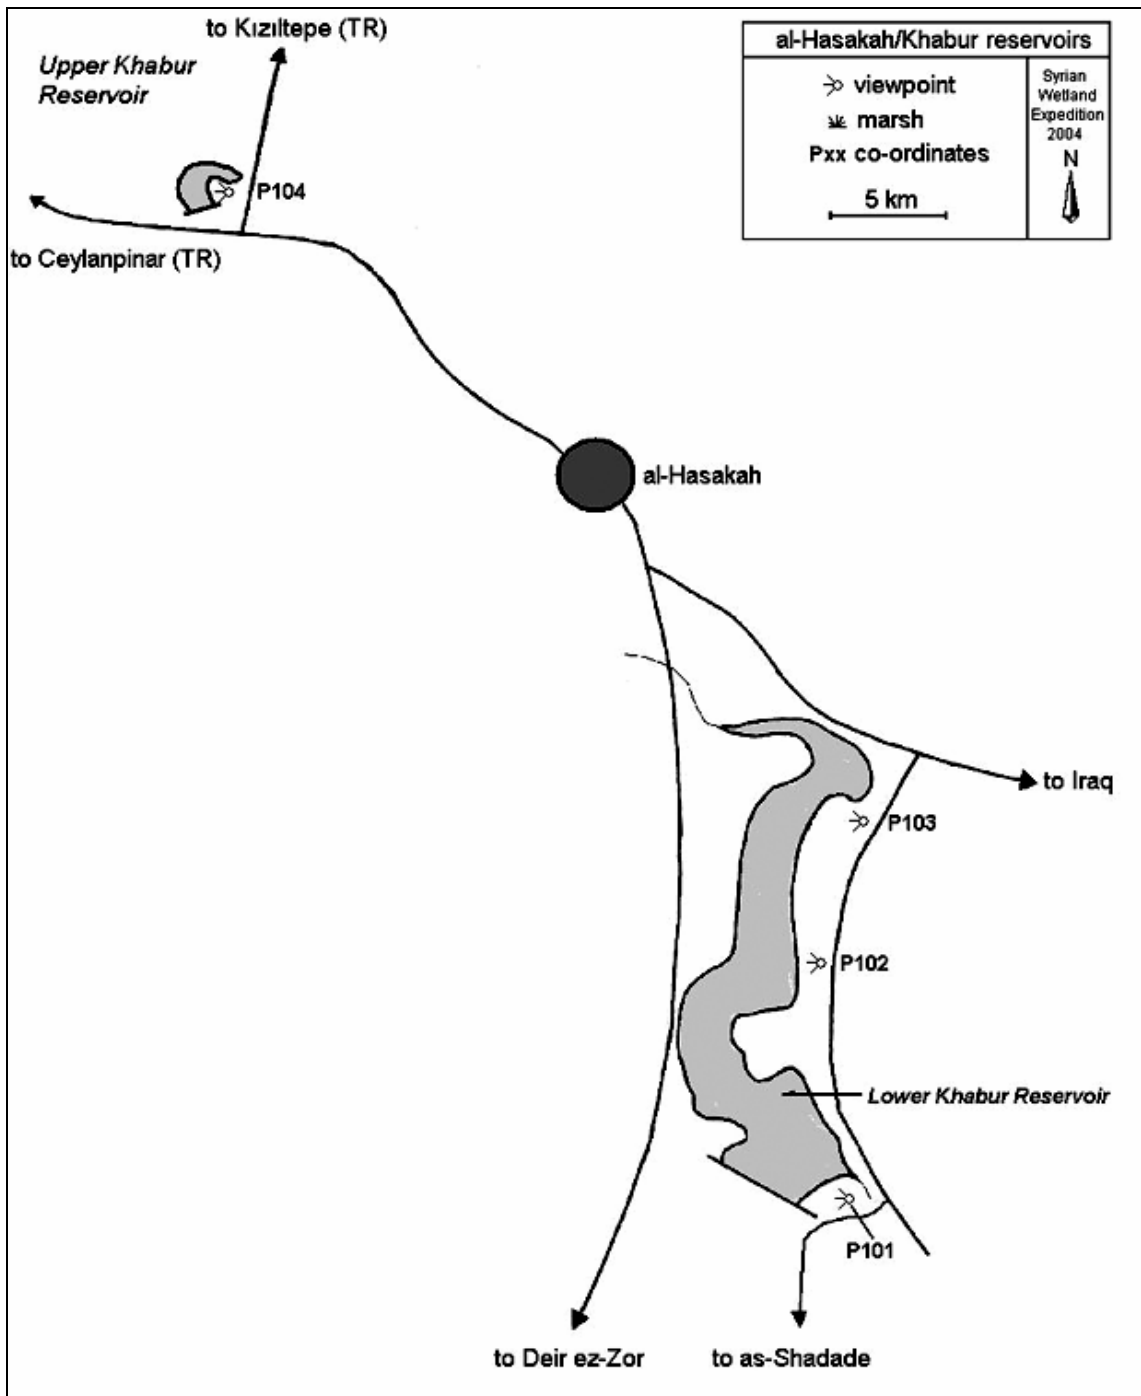 to Kızıltepe (TR)
Upper Khabur
Reservoir
P104
to Ceylanpinar (TR)
al-Hasakah/Khabur reservoirs
viewpoint
marsh
Pxx co-ordinates
5 km
Syrian
Wetland
Expedition
2004
N
al-Hasakah
to Iraq
P103
P102
Lower Khabur Reservoir
P101
to Deir ez-Zor
to as-Shadade